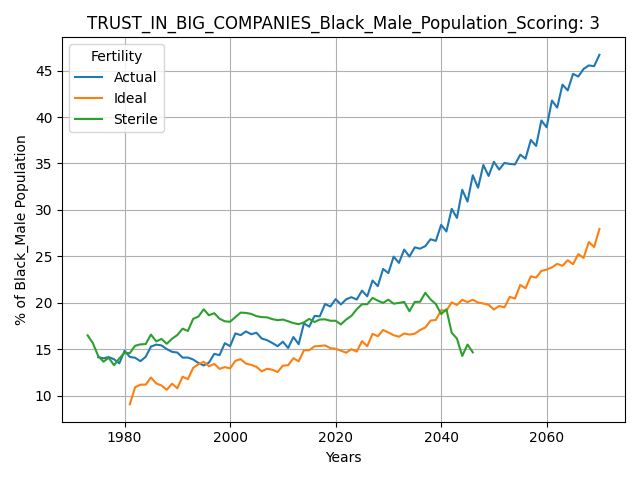 TRUST_IN_BIG_COMPANIES_Black_Male_Population_Scoring: 3
Fertility
Actual
Ideal
Sterile
% of Black_Male Population
45
40
35
30
25
20
15
10
1980 2000 2020 2040 2060
Years